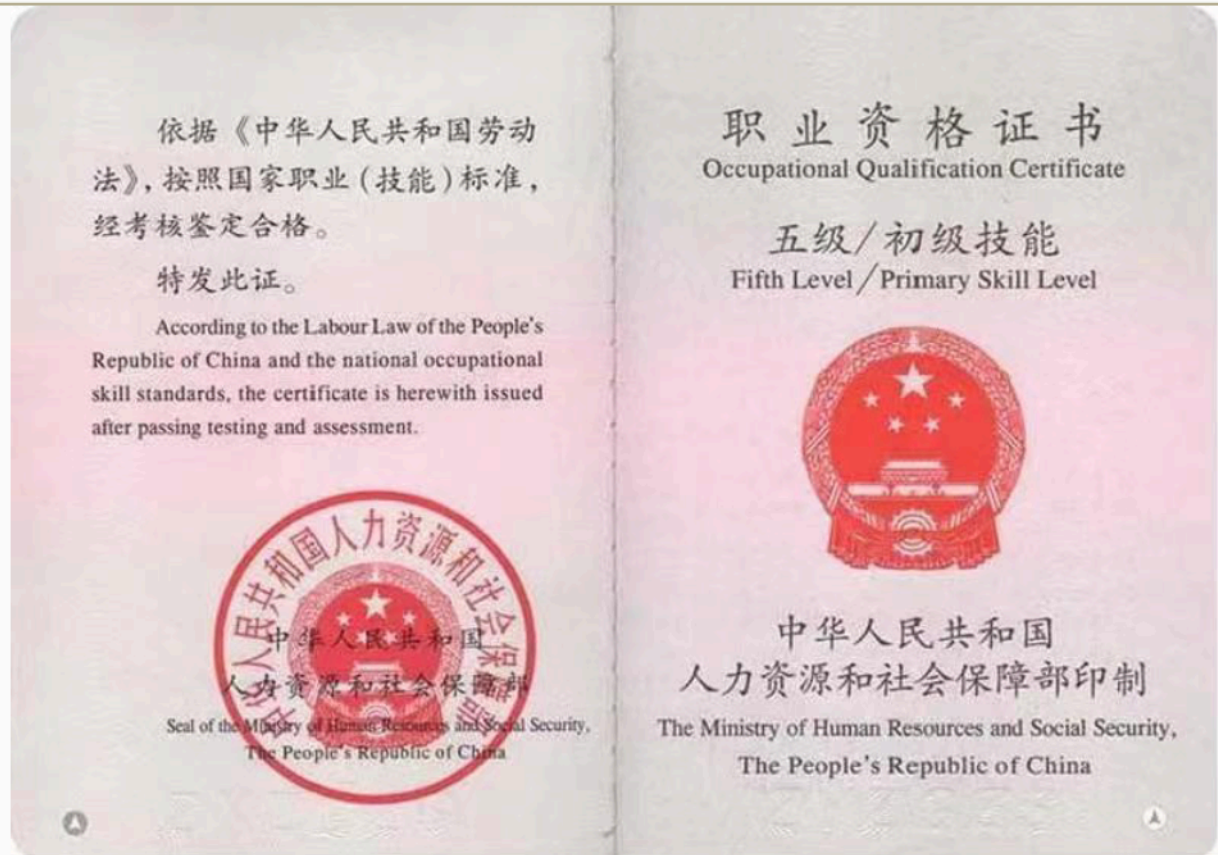 依据《中华人民共和国劳动
法》，按照国家职业(技能)标准，
经考核鉴定合格。
特发此证。
According to the Labour Law of the People's
Republic of China and the national occupational
skill standards, the certificate is herewith issued
after passing testing and assessment.
中华人民共和国人力资源和社会保障部
中华人民共和国
人力资源和社会保障部
Seal of the Ministry of Human Resources and Social Security,
The People's Republic of China
职业资格证书
Occupational Qualification Certificate
五级/初级技能
Fifth Level/Primary Skill Level
中华人民共和国
人力资源和社会保障部印制
The Ministry of Human Resources and Social Security,
The People's Republic of China